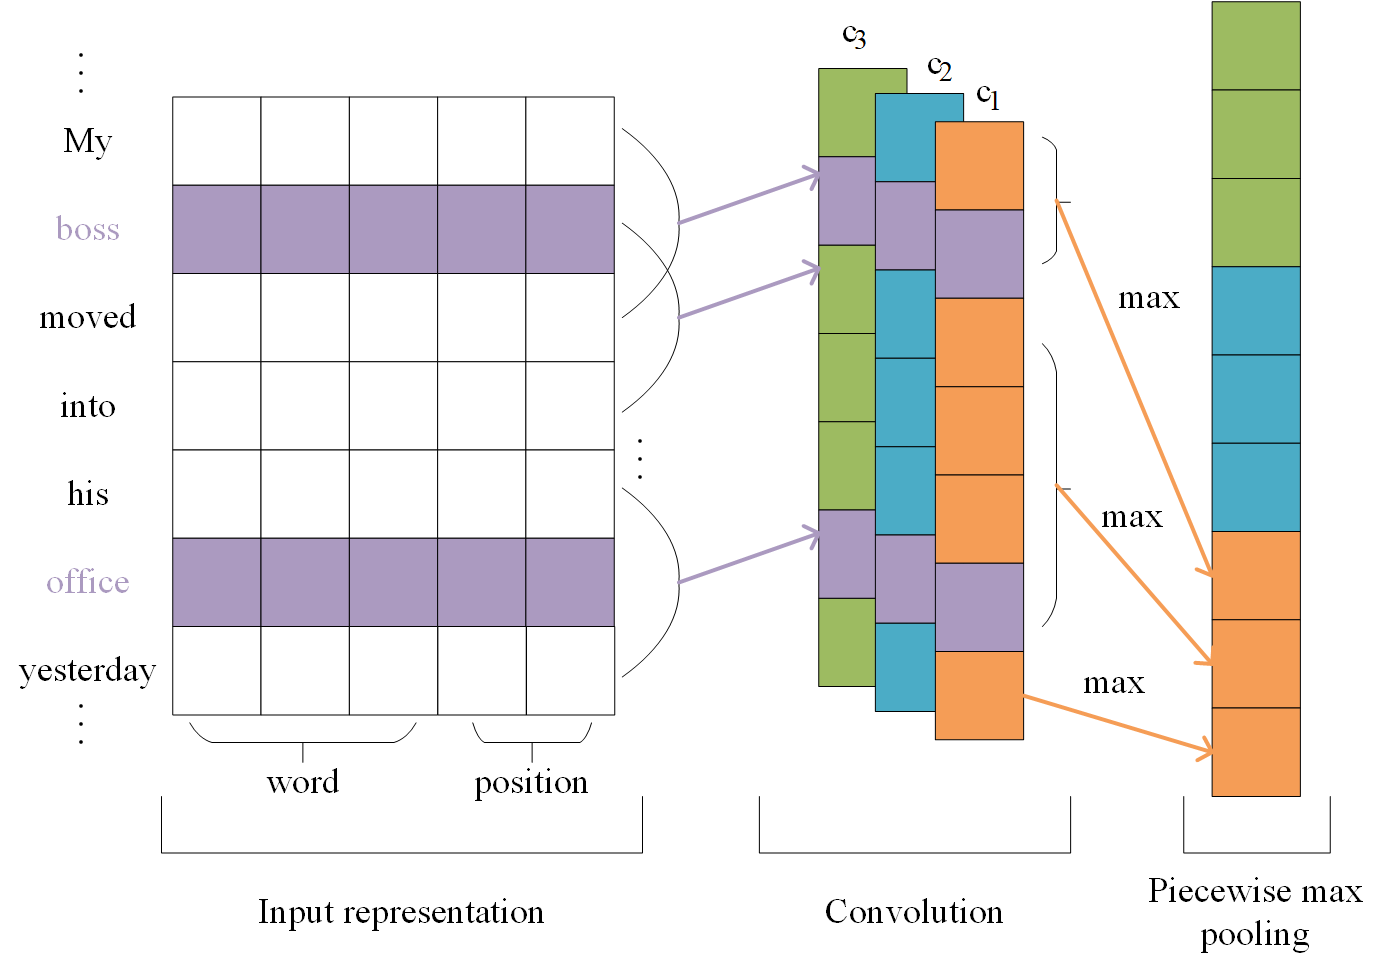 My
boss
moved
into
his
office
yesterday
word
position
Input representation
c3
c2
c1
Convolution
max
max
max
Piecewise max
pooling